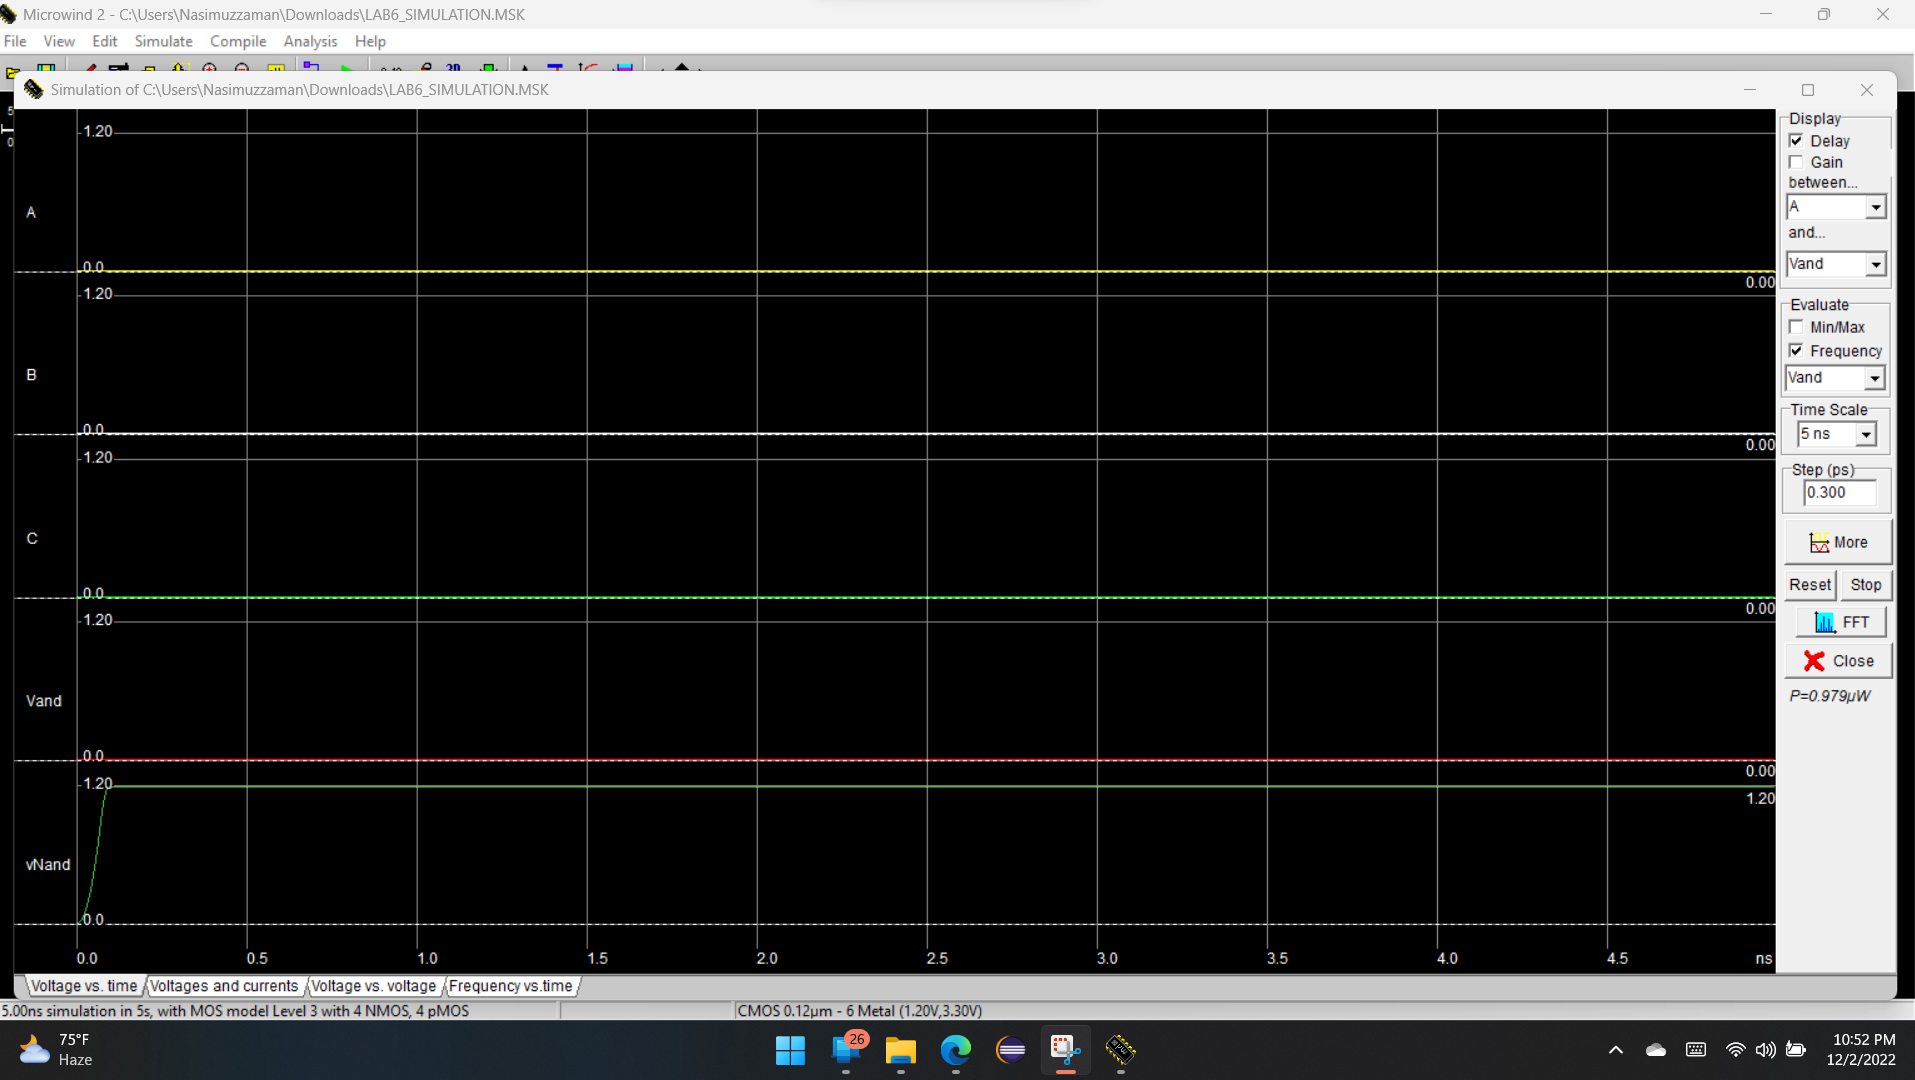 Microwind 2 - C:\Users\Nasimuzzaman\Downloads\LAB6_SIMULATION.MSK
File View Edit Simulate Compile Analysis Help
Simulation of C:\Users\Nasimuzzaman\Downloads\LAB6_SIMULATION.MSK
5
0
1.20
A
0.0
0.00
1.20
B
0.0
0.00
1.20
C
0.0
0.00
1.20
Vand
0.0
0.00
1.20
1.20
vNand
0.0
0.0 0.5 1.0 1.5 2.0 2.5 3.0 3.5 4.0 4.5 ns
Display
Delay
Gain
between...
A
and...
Vand
Evaluate
Min/Max
Frequency
Vand
Time Scale
5 ns
Step (ps)
0.300
More
Reset Stop
FFT
Close
P=0.979µW
Voltage vs. time Voltages and currents Voltage vs. voltage Frequency vs.time
5.00ns simulation in 5s, with MOS model Level 3 with 4 NMOS, 4 pMOS CMOS 0.12µm - 6 Metal (1.20V,3.30V)
75°F
Haze
26
10:52 PM
12/2/2022